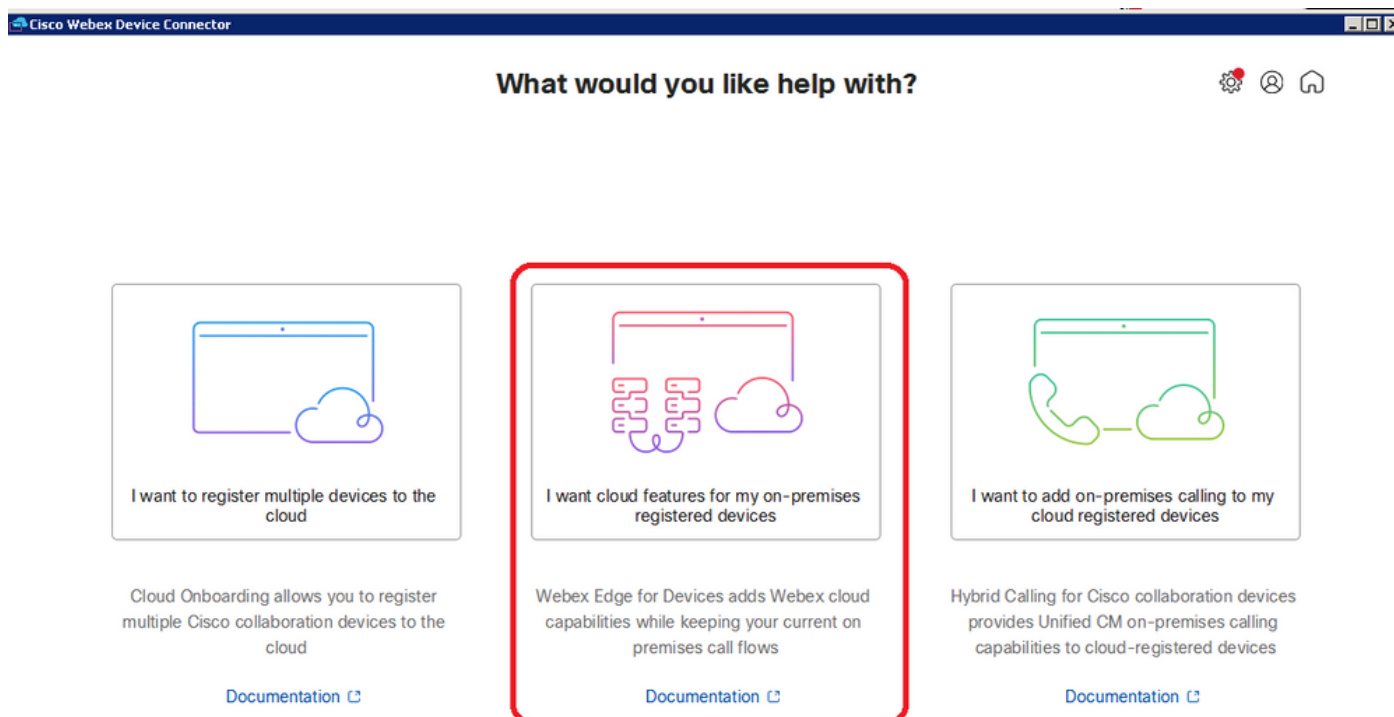 Cisco Webex Device Connector
What would you like help with?
I want to register multiple devices to the
cloud
I want cloud features for my on-premises
registered devices
I want to add on-premises calling to my
cloud registered devices
Cloud Onboarding allows you to register
multiple Cisco collaboration devices to the
cloud
Webex Edge for Devices adds Webex cloud
capabilities while keeping your current on
premises call flows
Hybrid Calling for Cisco collaboration devices
provides Unified CM on-premises calling
capabilities to cloud-registered devices
Documentation
Documentation
Documentation